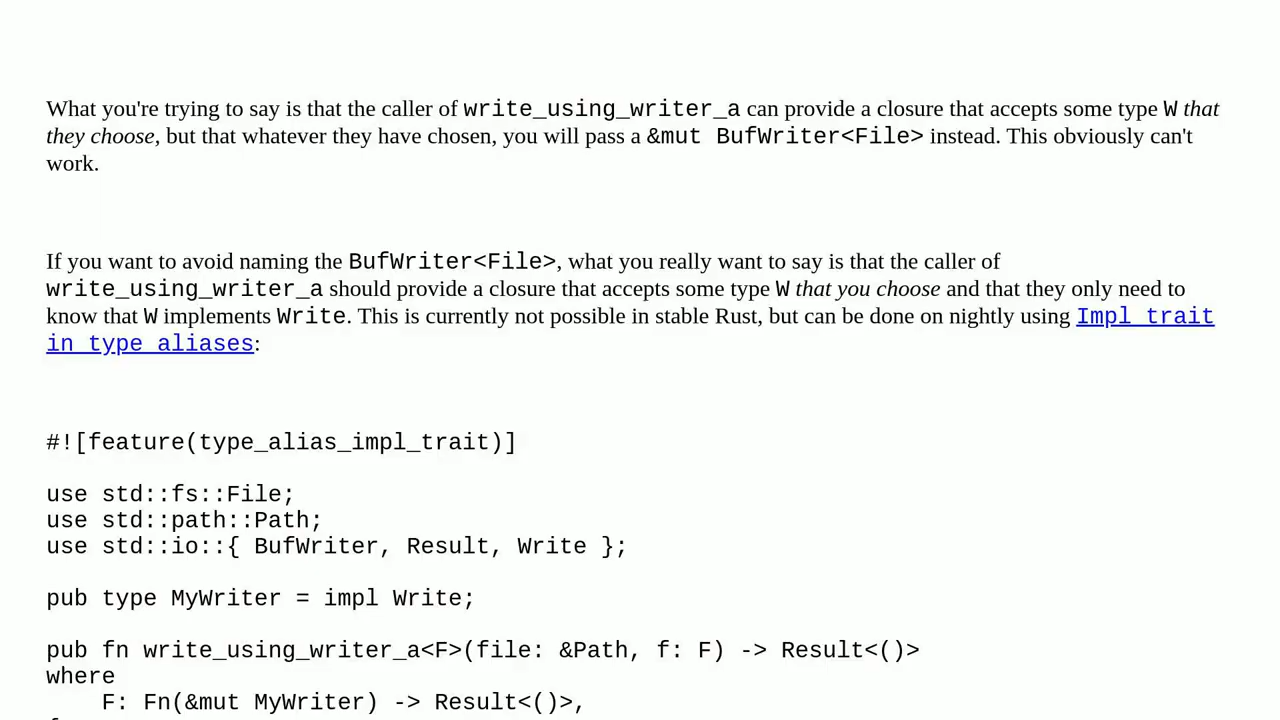 What you're trying to say is that the caller of write_using_writer_a can provide a closure that accepts some type W that
they choose, but that whatever they have chosen, you will pass a &mut BufWriter<File> instead. This obviously can't
work.
If you want to avoid naming the BufWriter<File>, what you really want to say is that the caller of
write_using_writer_a should provide a closure that accepts some type W that you choose and that they only need to
know that W implements Write. This is currently not possible in stable Rust, but can be done on nightly using Impl trait
in type aliases:
#![feature(type_alias_impl_trait)]
use std::fs::File;
use std::path::Path;
use std::io::{ BufWriter, Result, Write };
pub type MyWriter = impl Write;
pub fn write_using_writer_a<F>(file: &Path, f: F) -> Result<()>
where
    F: Fn(&mut MyWriter) -> Result<()>,